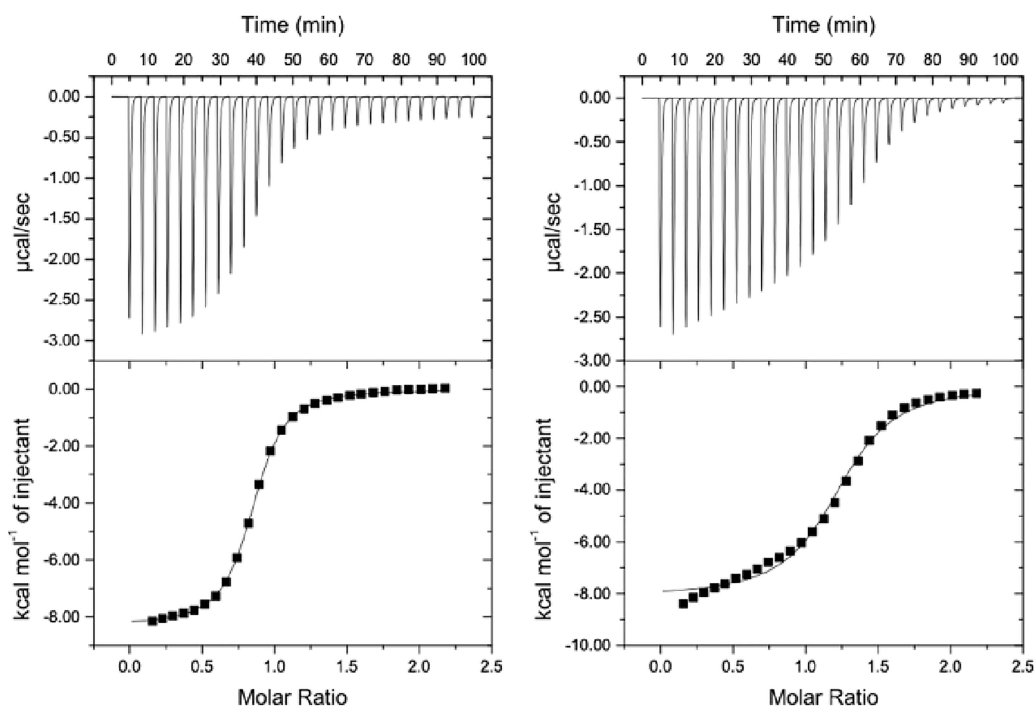 Time (min)
0 10 20 30 40 50 60 70 80 90 100
0.00
-0.50
-1.00
-1.50
-2.00
-2.50
-3.00
µcal/sec
0.00
-2.00
-4.00
-6.00
-8.00
kcal mol⁻¹ of injectant
0.0 0.5 1.0 1.5 2.0 2.5
Molar Ratio
Time (min)
0 10 20 30 40 50 60 70 80 90 100
0.00
-0.50
-1.00
-1.50
-2.00
-2.50
-3.00
µcal/sec
0.00
-2.00
-4.00
-6.00
-8.00
-10.00
kcal mol⁻¹ of injectant
0.0 0.5 1.0 1.5 2.0 2.5
Molar Ratio